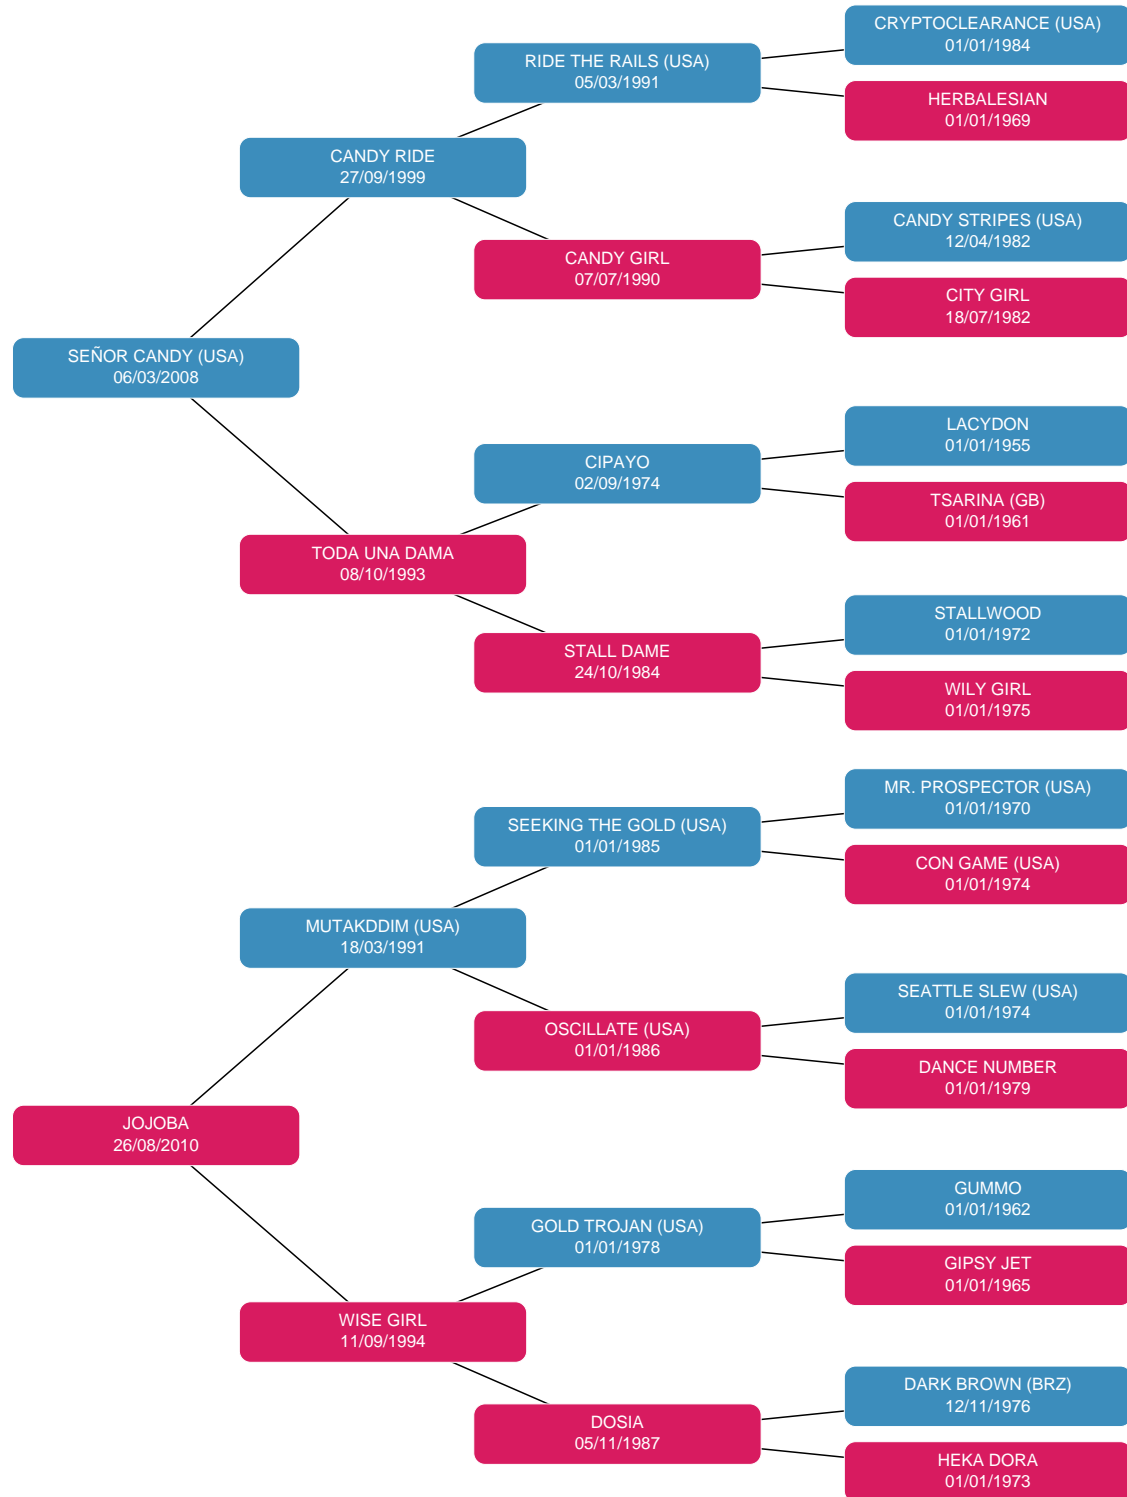 CRYPTOCLEARANCE (USA)
01/01/1984
RIDE THE RAILS (USA)
05/03/1991
HERBALESIAN
01/01/1969
CANDY RIDE
27/09/1999
CANDY STRIPES (USA)
12/04/1982
CANDY GIRL
07/07/1990
CITY GIRL
18/07/1982
SEÑOR CANDY (USA)
06/03/2008
LACYDON
01/01/1955
CIPAYO
02/09/1974
TSARINA (GB)
01/01/1961
TODA UNA DAMA
08/10/1993
STALLWOOD
01/01/1972
STALL DAME
24/10/1984
WILY GIRL
01/01/1975
MR. PROSPECTOR (USA)
01/01/1970
SEEKING THE GOLD (USA)
01/01/1985
CON GAME (USA)
01/01/1974
MUTAKDDIM (USA)
18/03/1991
SEATTLE SLEW (USA)
01/01/1974
OSCILLATE (USA)
01/01/1986
DANCE NUMBER
01/01/1979
JOJOBA
26/08/2010
GUMMO
01/01/1962
GOLD TROJAN (USA)
01/01/1978
GIPSY JET
01/01/1965
WISE GIRL
11/09/1994
DARK BROWN (BRZ)
12/11/1976
DOSIA
05/11/1987
HEKA DORA
01/01/1973